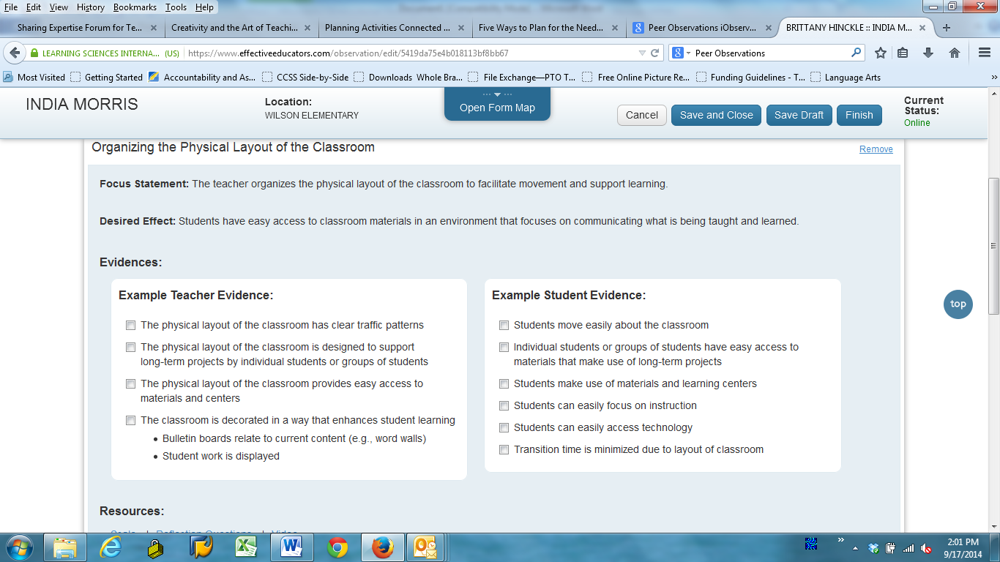 File Edit View History Bookmarks Tools Help
Sharing Expertise Forum for Te... Creativity and the Art of Teachi... Planning Activities Connected ... Five Ways to Plan for the Need... Peer Observations iObserv... BRITTANY HINCKLE :: INDIA M...
LEARNING SCIENCES INTERNA... (US) https://www.effectiveeducators.com/observation/edit/5419da75e4b018113bf8bb67 Peer Observations
Most Visited Getting Started Accountability and As... CCSS Side-by-Side Downloads Whole Bra... File Exchange—PTO T... Free Online Picture Re... Funding Guidelines - T... Language Arts
INDIA MORRIS
Location:
WILSON ELEMENTARY
Open Form Map
Cancel Save and Close Save Draft Finish
Current
Status:
Online
Organizing the Physical Layout of the Classroom
Remove
Focus Statement: The teacher organizes the physical layout of the classroom to facilitate movement and support learning.
Desired Effect: Students have easy access to classroom materials in an environment that focuses on communicating what is being taught and learned.
Evidences:
Example Teacher Evidence:
The physical layout of the classroom has clear traffic patterns
The physical layout of the classroom is designed to support
long-term projects by individual students or groups of students
The physical layout of the classroom provides easy access to
materials and centers
The classroom is decorated in a way that enhances student learning
• Bulletin boards relate to current content (e.g., word walls)
• Student work is displayed
Example Student Evidence:
Students move easily about the classroom
Individual students or groups of students have easy access to
materials that make use of long-term projects
Students make use of materials and learning centers
Students can easily focus on instruction
Students can easily access technology
Transition time is minimized due to layout of classroom
top
Resources:
Scale | Reflection Questions | Video
2:01 PM
9/17/2014